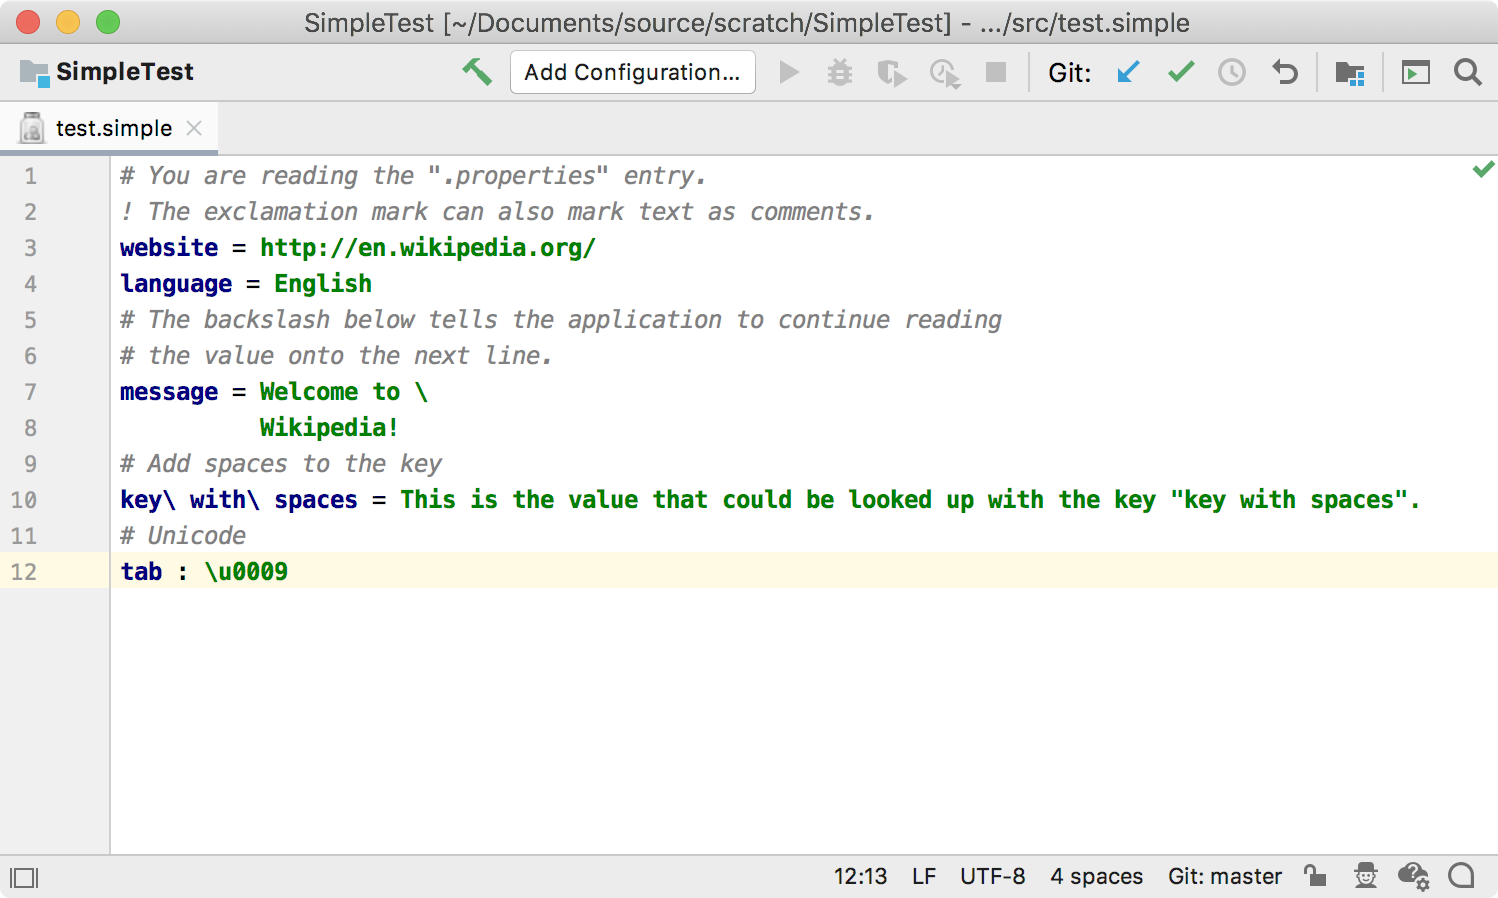 SimpleTest [~/Documents/source/scratch/SimpleTest] - .../src/test.simple
SimpleTest Add Configuration... Git:
test.simple
1 # You are reading the ".properties" entry.
2 ! The exclamation mark can also mark text as comments.
3 website = http://en.wikipedia.org/
4 language = English
5 # The backslash below tells the application to continue reading
6 # the value onto the next line.
7 message = Welcome to \
8           Wikipedia!
9 # Add spaces to the key
10 key\ with\ spaces = This is the value that could be looked up with the key "key with spaces".
11 # Unicode
12 tab : \u0009
12:13 LF UTF-8 4 spaces Git: master